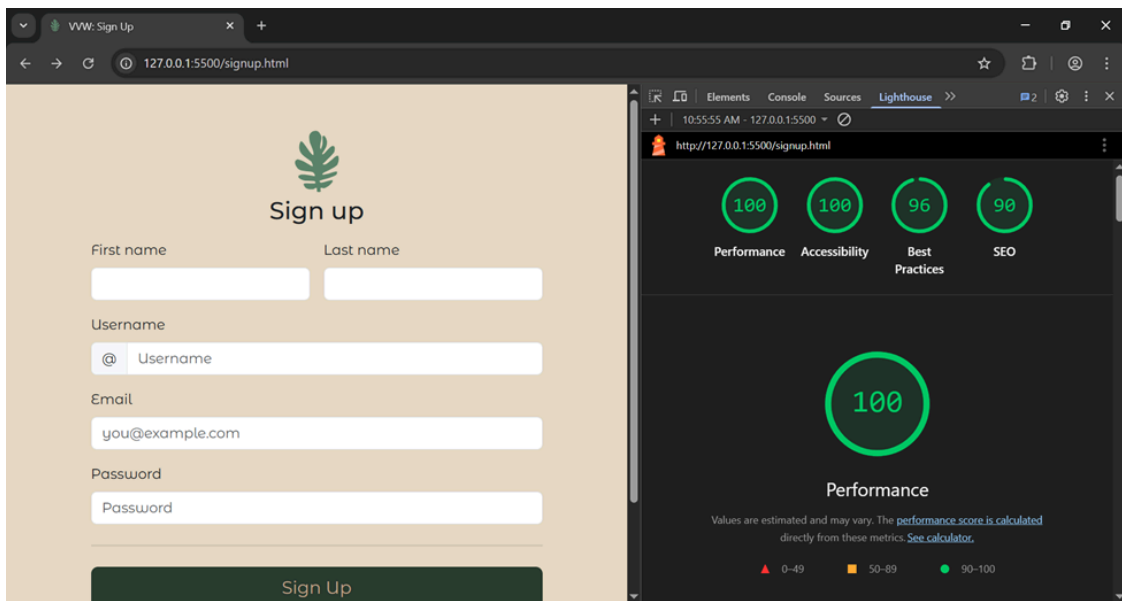 VVW: Sign Up
127.0.0.1:5500/signup.html
Sign up
First name
Last name
Username
@ Username
Email
you@example.com
Password
Password
Sign Up
Elements Console Sources Lighthouse 2
10:55:55 AM - 127.0.0.1:5500
http://127.0.0.1:5500/signup.html
100 100 96 90
Performance Accessibility Best Practices SEO
100
Performance
Values are estimated and may vary. The performance score is calculated
directly from these metrics. See calculator.
0–49 50–89 90–100